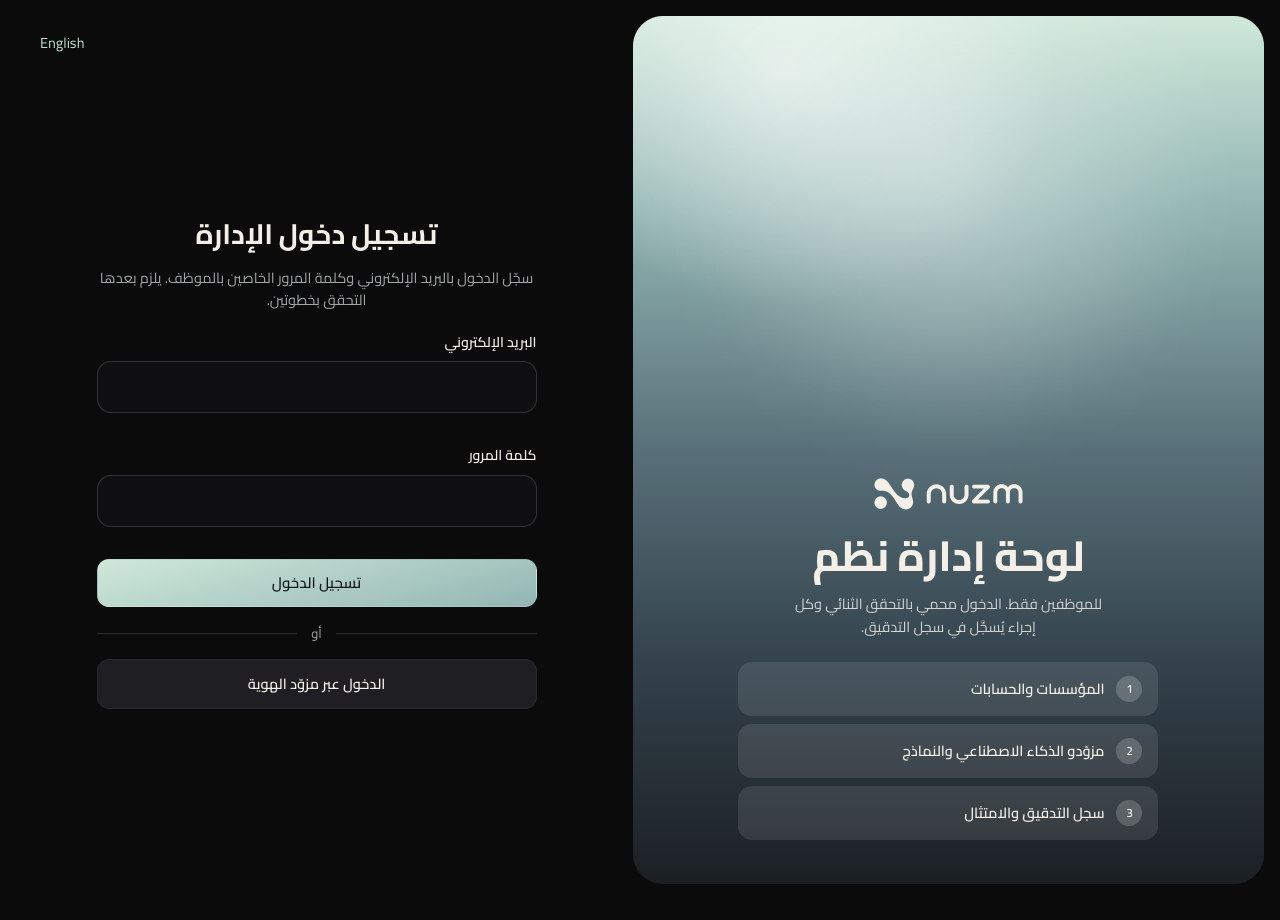 English
nuzm
لوحة إدارة نظم
للموظفين فقط. الدخول محمي بالتحقق الثنائي وكل
إجراء يُسجَّل في سجل التدقيق.
1 المؤسسات والحسابات
2 مزوّدو الذكاء الاصطناعي والنماذج
3 سجل التدقيق والامتثال
تسجيل دخول الإدارة
سجّل الدخول بالبريد الإلكتروني وكلمة المرور الخاصين بالموظف. يلزم بعدها
التحقق بخطوتين.
البريد الإلكتروني
كلمة المرور
تسجيل الدخول
أو
الدخول عبر مزوّد الهوية